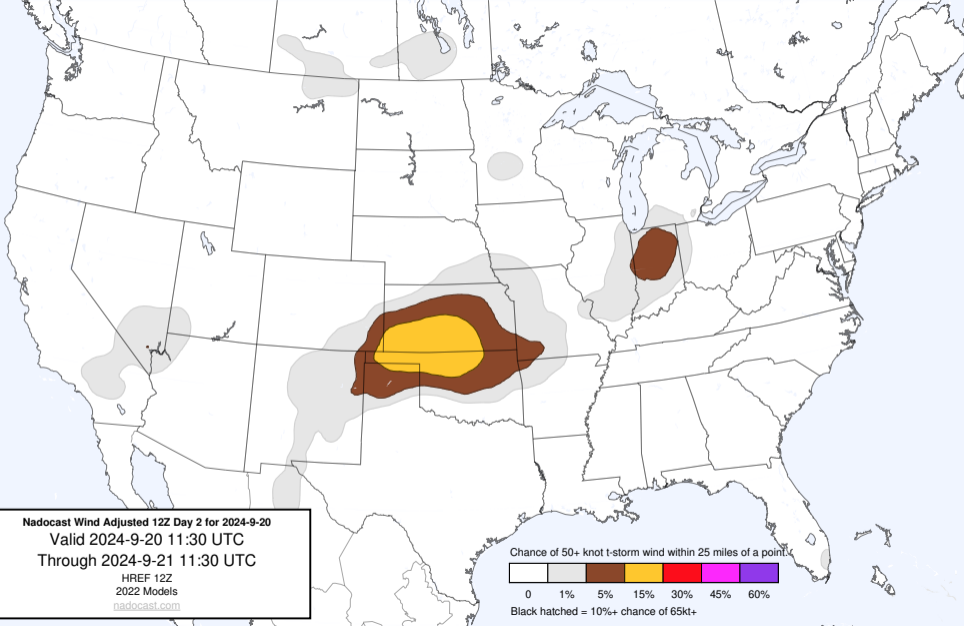 Nadocast Wind Adjusted 12Z Day 2 for 2024-9-20
Valid 2024-9-20 11:30 UTC
Through 2024-9-21 11:30 UTC
HREF 12Z
2022 Models
nadocast.com
Chance of 50+ knot t-storm wind within 25 miles of a point.
0 1% 5% 15% 30% 45% 60%
Black hatched = 10%+ chance of 65kt+